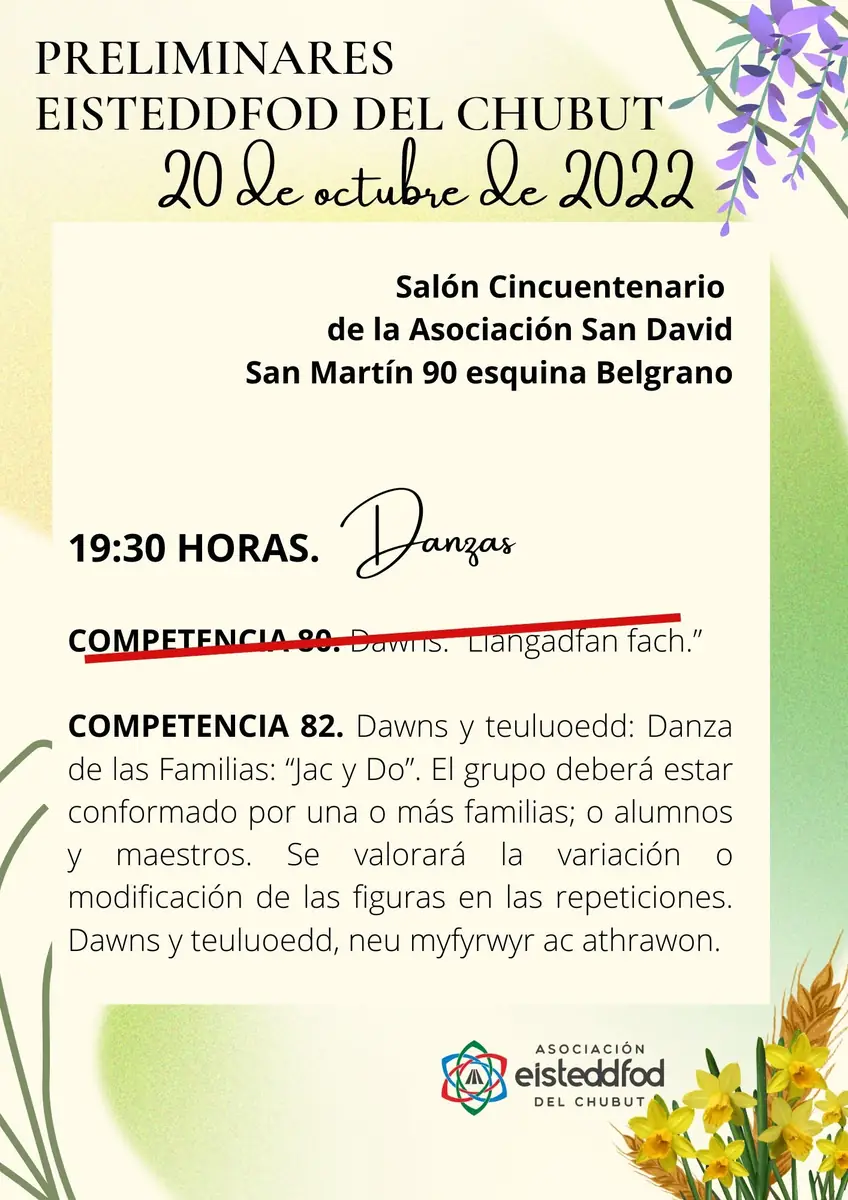 PRELIMINARES
EISTEDDFOD DEL CHUBUT
20 de octubre de 2022
Salón Cincuentenario
de la Asociación San David
San Martín 90 esquina Belgrano
19:30 HORAS. Danzas
COMPETENCIA 80. Dawns. “Llangadfan fach.”
COMPETENCIA 82. Dawns y teuluoedd: Danza
de las Familias: “Jac y Do”. El grupo deberá estar
conformado por una o más familias; o alumnos
y maestros. Se valorará la variación o
modificación de las figuras en las repeticiones.
Dawns y teuluoedd, neu myfyrwyr ac athrawon.
ASOCIACIÓN
eisteddfod
DEL CHUBUT